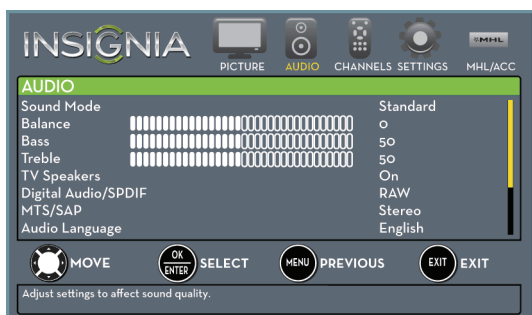 INSIGNIA
PICTURE AUDIO CHANNELS SETTINGS MHL/ACC
MHL
AUDIO
Sound Mode Standard
Balance 0
Bass 50
Treble 50
TV Speakers On
Digital Audio/SPDIF RAW
MTS/SAP Stereo
Audio Language English
MOVE OK ENTER SELECT MENU PREVIOUS EXIT EXIT
Adjust settings to affect sound quality.